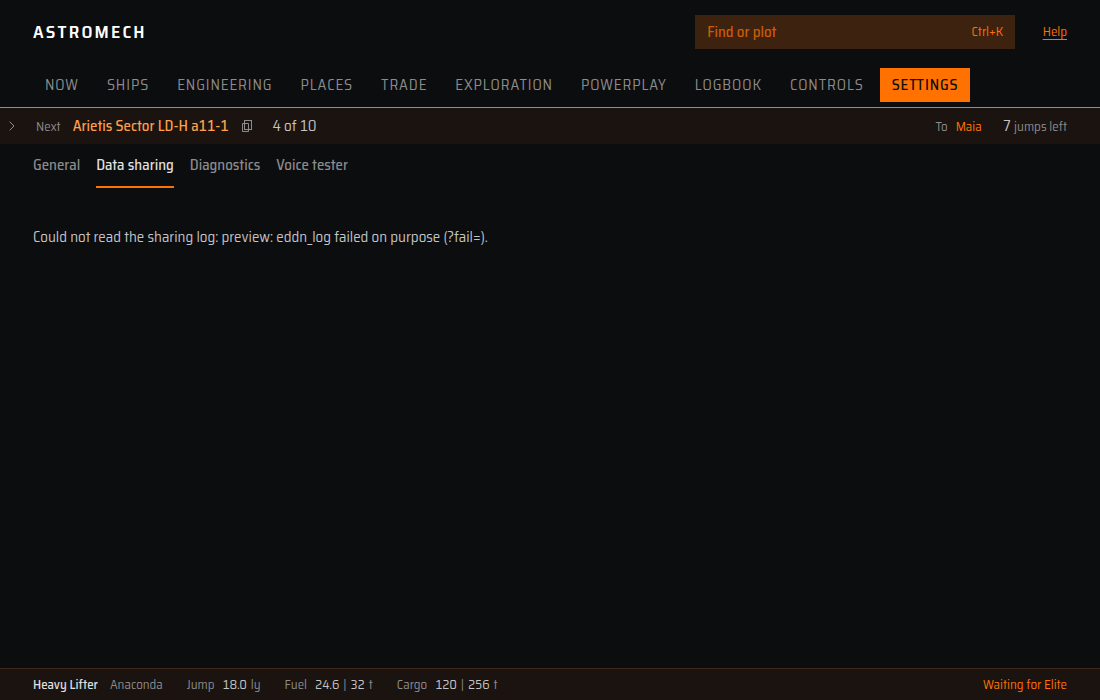 ASTROMECH
Find or plot Ctrl+K Help
NOW SHIPS ENGINEERING PLACES TRADE EXPLORATION POWERPLAY LOGBOOK CONTROLS SETTINGS
Next Arietis Sector LD-H a11-1 4 of 10 To Maia 7 jumps left
General Data sharing Diagnostics Voice tester
Could not read the sharing log: preview: eddn_log failed on purpose (?fail=).
Heavy Lifter Anaconda Jump 18.0 ly Fuel 24.6 | 32 t Cargo 120 | 256 t Waiting for Elite